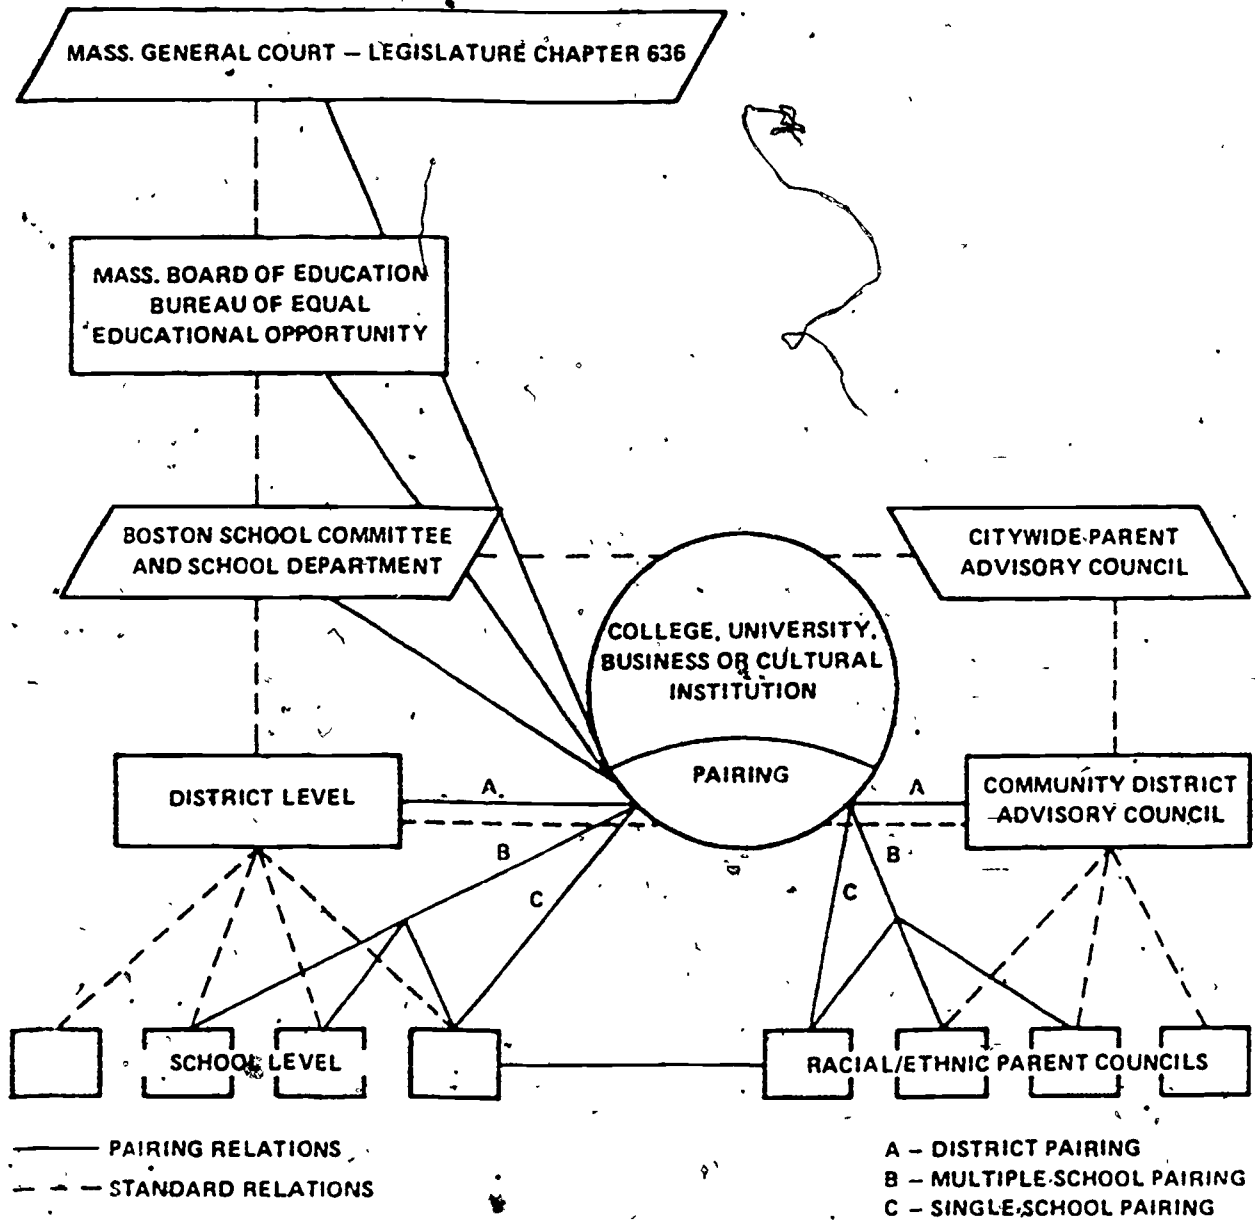 MASS. GENERAL COURT – LEGISLATURE CHAPTER 636
MASS. BOARD OF EDUCATION
BUREAU OF EQUAL
EDUCATIONAL OPPORTUNITY
BOSTON SCHOOL COMMITTEE
AND SCHOOL DEPARTMENT
CITYWIDE PARENT
ADVISORY COUNCIL
COLLEGE, UNIVERSITY,
BUSINESS OR CULTURAL
INSTITUTION
PAIRING
DISTRICT LEVEL
A
A
COMMUNITY DISTRICT
ADVISORY COUNCIL
B
B
C
C
SCHOOL LEVEL
RACIAL/ETHNIC PARENT COUNCILS
PAIRING RELATIONS
STANDARD RELATIONS
A – DISTRICT PAIRING
B – MULTIPLE-SCHOOL PAIRING
C – SINGLE-SCHOOL PAIRING